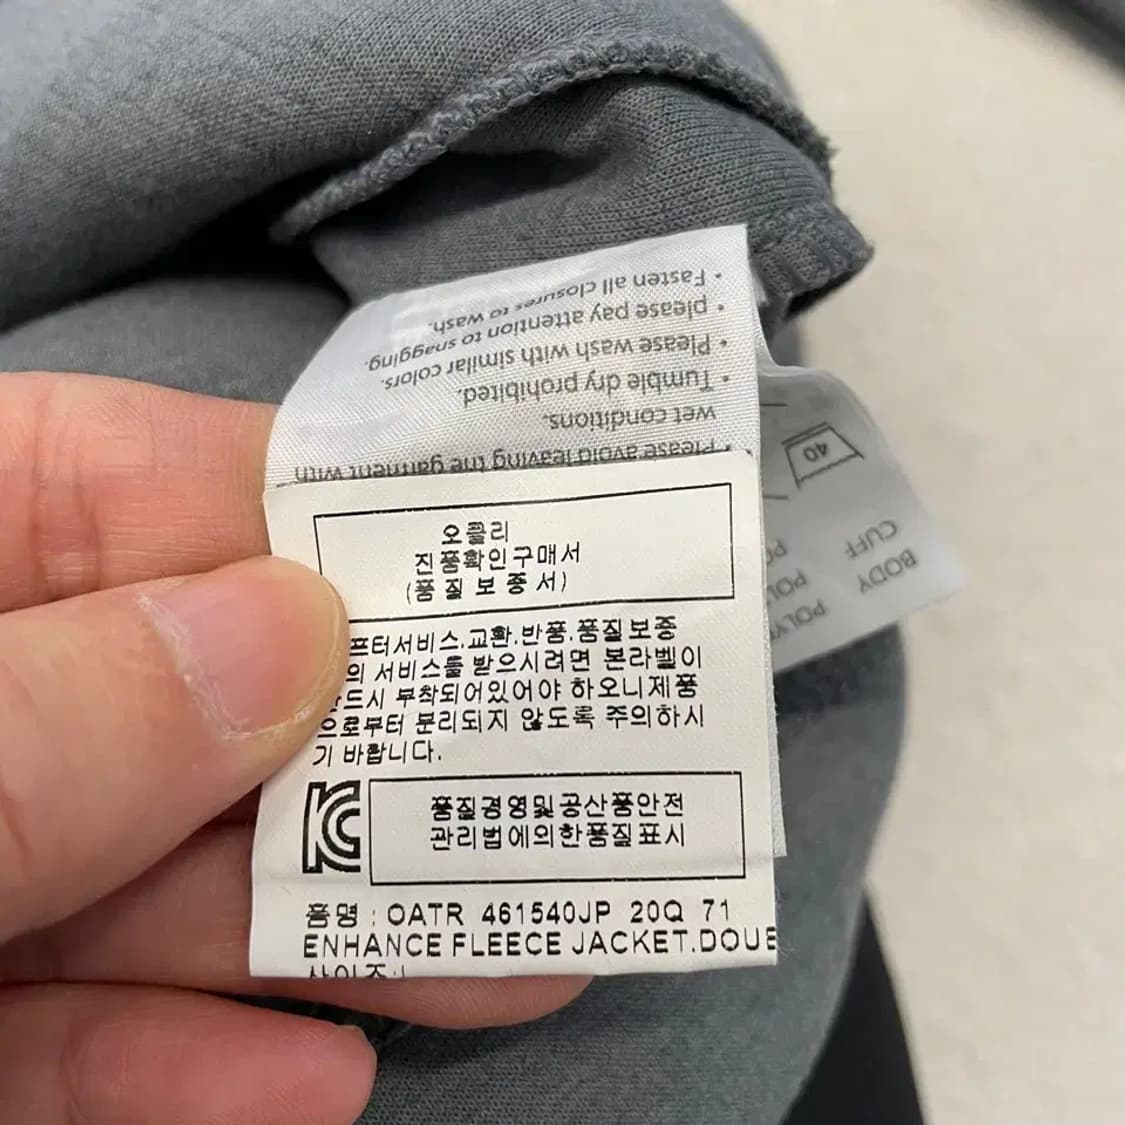 • Fasten all closures to wash.
• please pay attention to snagging.
• Please wash with similar colors.
• Tumble dry prohibited.
wet conditions.
• Please avoid leaving the garment with
40
CUFF
BODY
오클리
진품확인구매서
(품질보증서)
프터서비스.교환.반품.품질보증
의 서비스를 받으시려면 본라벨이
드시 부착되어있어야 하오니제품
으로부터 분리되지 않도록 주의하시
기 바랍니다.
KC
품질경영및공산품안전
관리법에의한품질표시
품명 : OATR 461540JP 20Q 71
ENHANCE FLEECE JACKET.DOUB